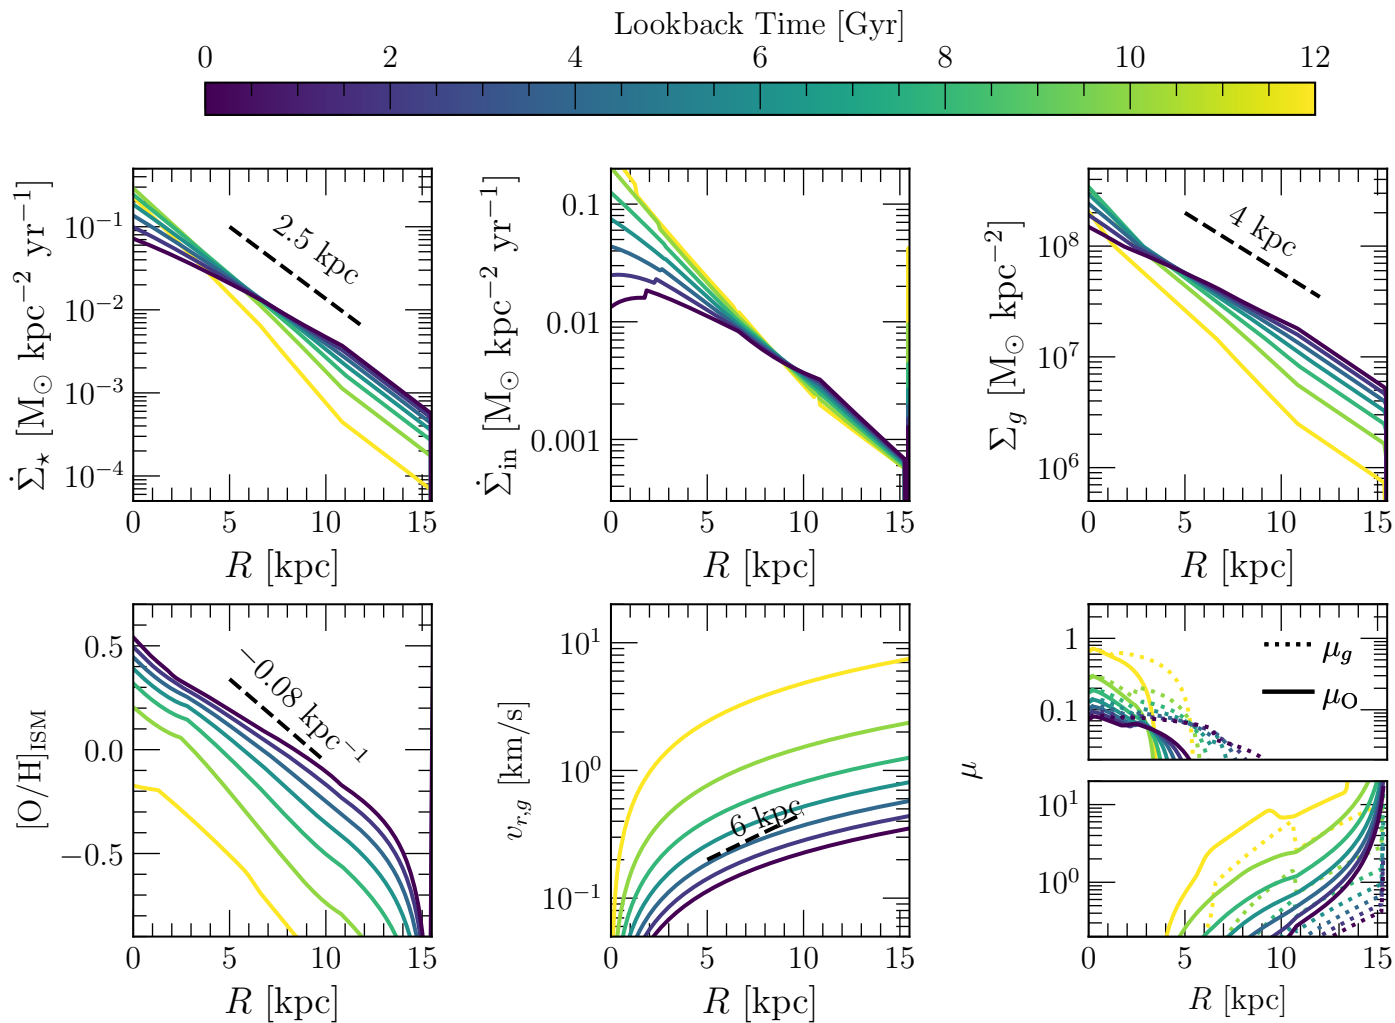 Lookback Time [Gyr]
0 2 4 6 8 10 12
Σ̇⋆ [M⊙ kpc⁻² yr⁻¹]
10⁻¹
10⁻²
10⁻³
10⁻⁴
2.5 kpc
0 5 10 15
R [kpc]
Σ̇in [M⊙ kpc⁻² yr⁻¹]
0.1
0.01
0.001
0 5 10 15
R [kpc]
Σg [M⊙ kpc⁻²]
10⁸
10⁷
10⁶
4 kpc
0 5 10 15
R [kpc]
[O/H]ISM
0.5
0.0
−0.5
−0.08 kpc⁻¹
0 5 10 15
R [kpc]
vr,g [km/s]
10¹
10⁰
10⁻¹
6 kpc
0 5 10 15
R [kpc]
μ
1
0.1
μg
μO
10¹
10⁰
0 5 10 15
R [kpc]